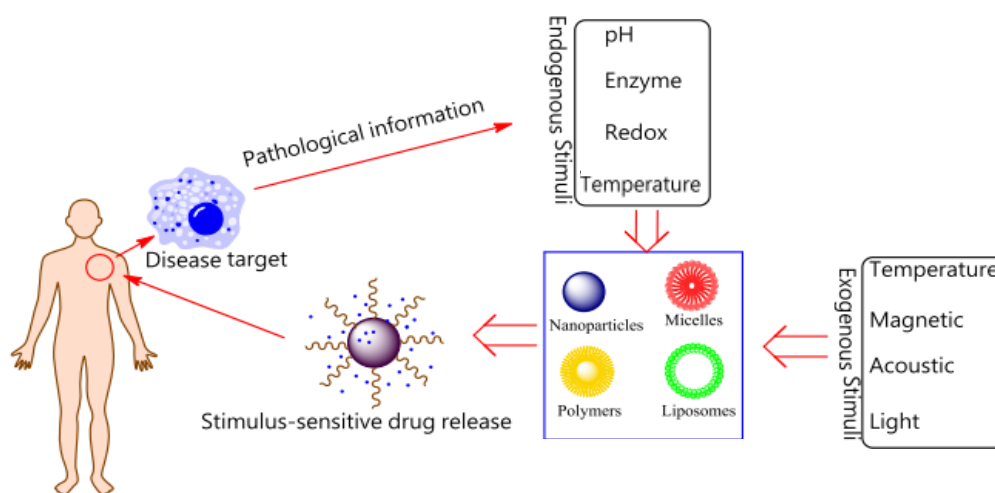 Endogenous Stimuli
pH
Enzyme
Redox
Temperature
Pathological information
Disease target
Nanoparticles
Micelles
Polymers
Liposomes
Exogenous Stimuli
Temperature
Magnetic
Acoustic
Light
Stimulus-sensitive drug release